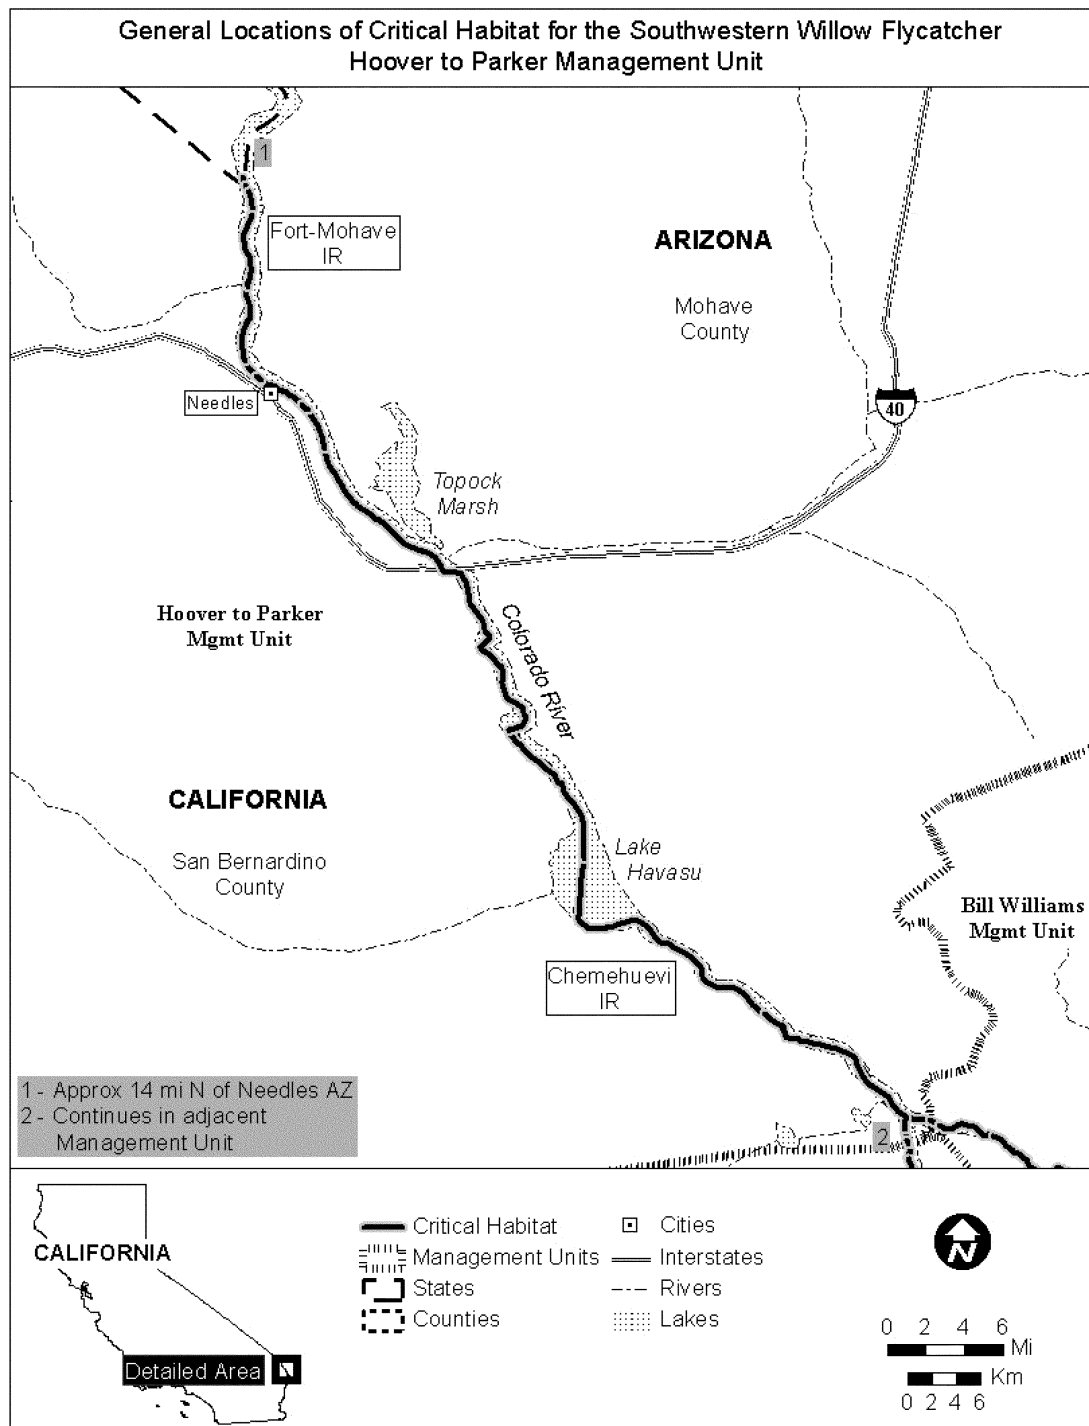 General Locations of Critical Habitat for the Southwestern Willow Flycatcher
Hoover to Parker Management Unit
1
Fort-Mohave
IR
ARIZONA
Mohave
County
Needles
40
Topock
Marsh
Hoover to Parker
Mgmt Unit
Colorado River
CALIFORNIA
San Bernardino
County
Lake
Havasu
Bill Williams
Mgmt Unit
Chemehuevi
IR
1 - Approx 14 mi N of Needles AZ
2 - Continues in adjacent
Management Unit
2
CALIFORNIA
Detailed Area
Critical Habitat
Management Units
States
Counties
Cities
Interstates
Rivers
Lakes
N
0 2 4 6
Mi
Km
0 2 4 6